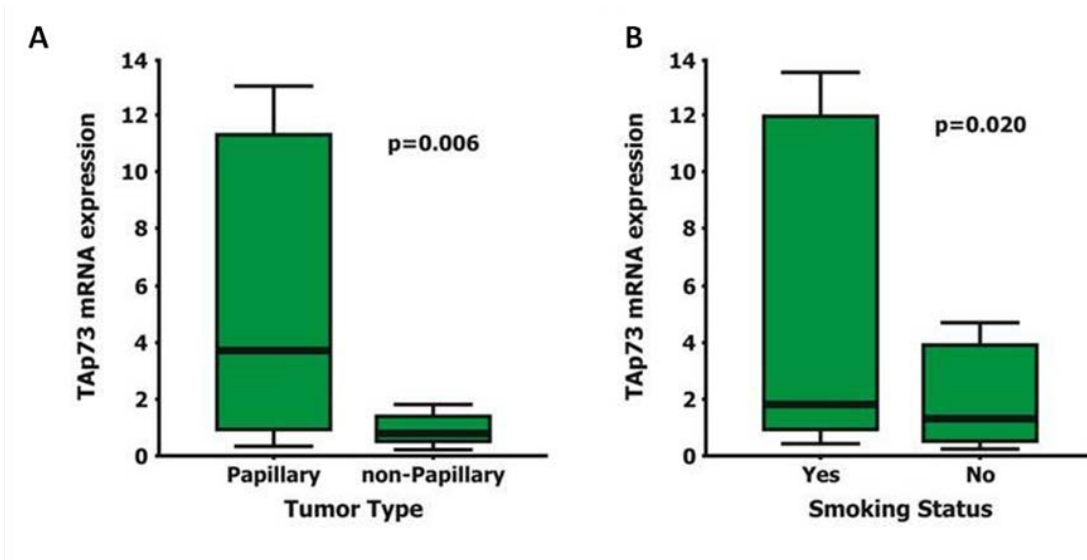 A
TAp73 mRNA expression
14
12
10
8
6
4
2
0
p=0.006
Papillary
non-Papillary
Tumor Type
B
TAp73 mRNA expression
14
12
10
8
6
4
2
0
p=0.020
Yes
No
Smoking Status